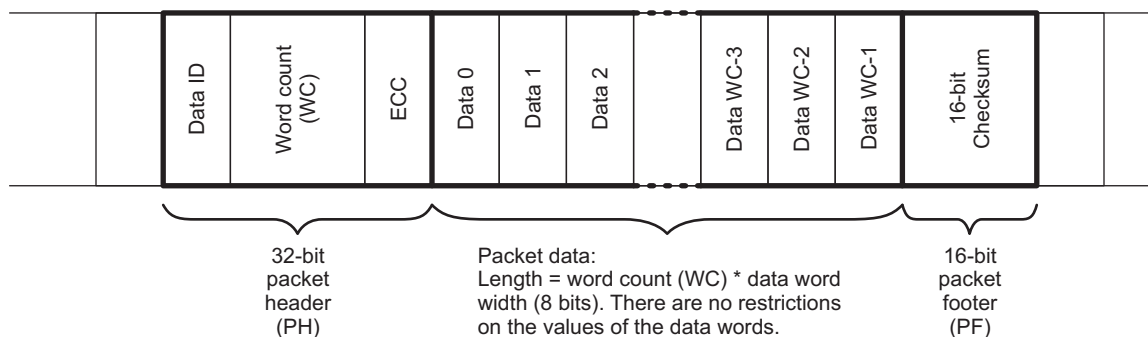 Data ID
Word count
(WC)
ECC
Data 0
Data 1
Data 2
Data WC-3
Data WC-2
Data WC-1
16-bit
Checksum
32-bit
packet
header
(PH)
Packet data:
Length = word count (WC) * data word
width (8 bits). There are no restrictions
on the values of the data words.
16-bit
packet
footer
(PF)